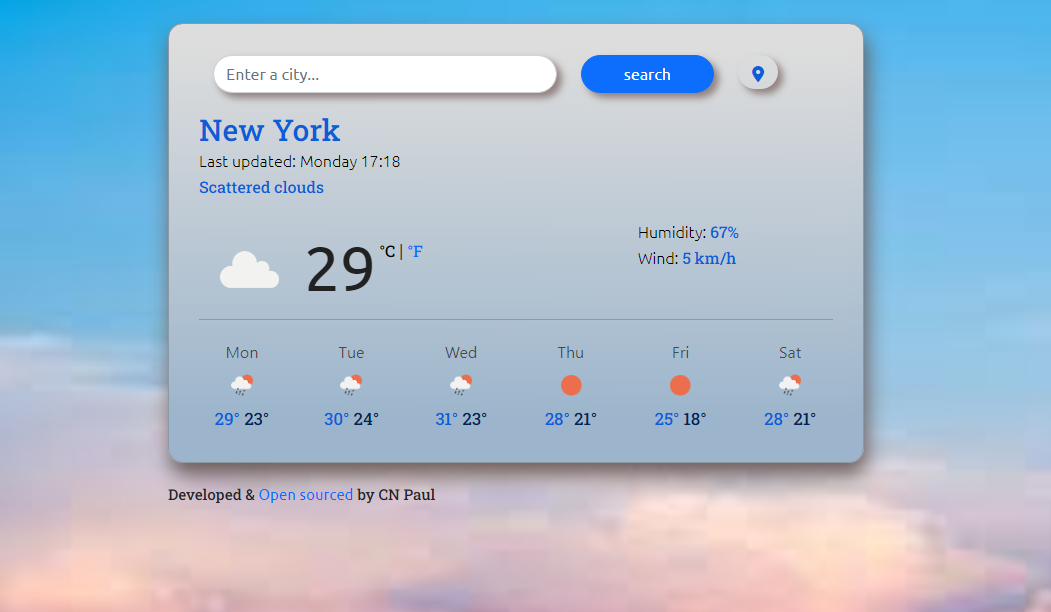 Enter a city...
search
New York
Last updated: Monday 17:18
Scattered clouds
29 °C | °F
Humidity: 67%
Wind: 5 km/h
Mon Tue Wed Thu Fri Sat
29° 23° 30° 24° 31° 23° 28° 21° 25° 18° 28° 21°
Developed & Open sourced by CN Paul